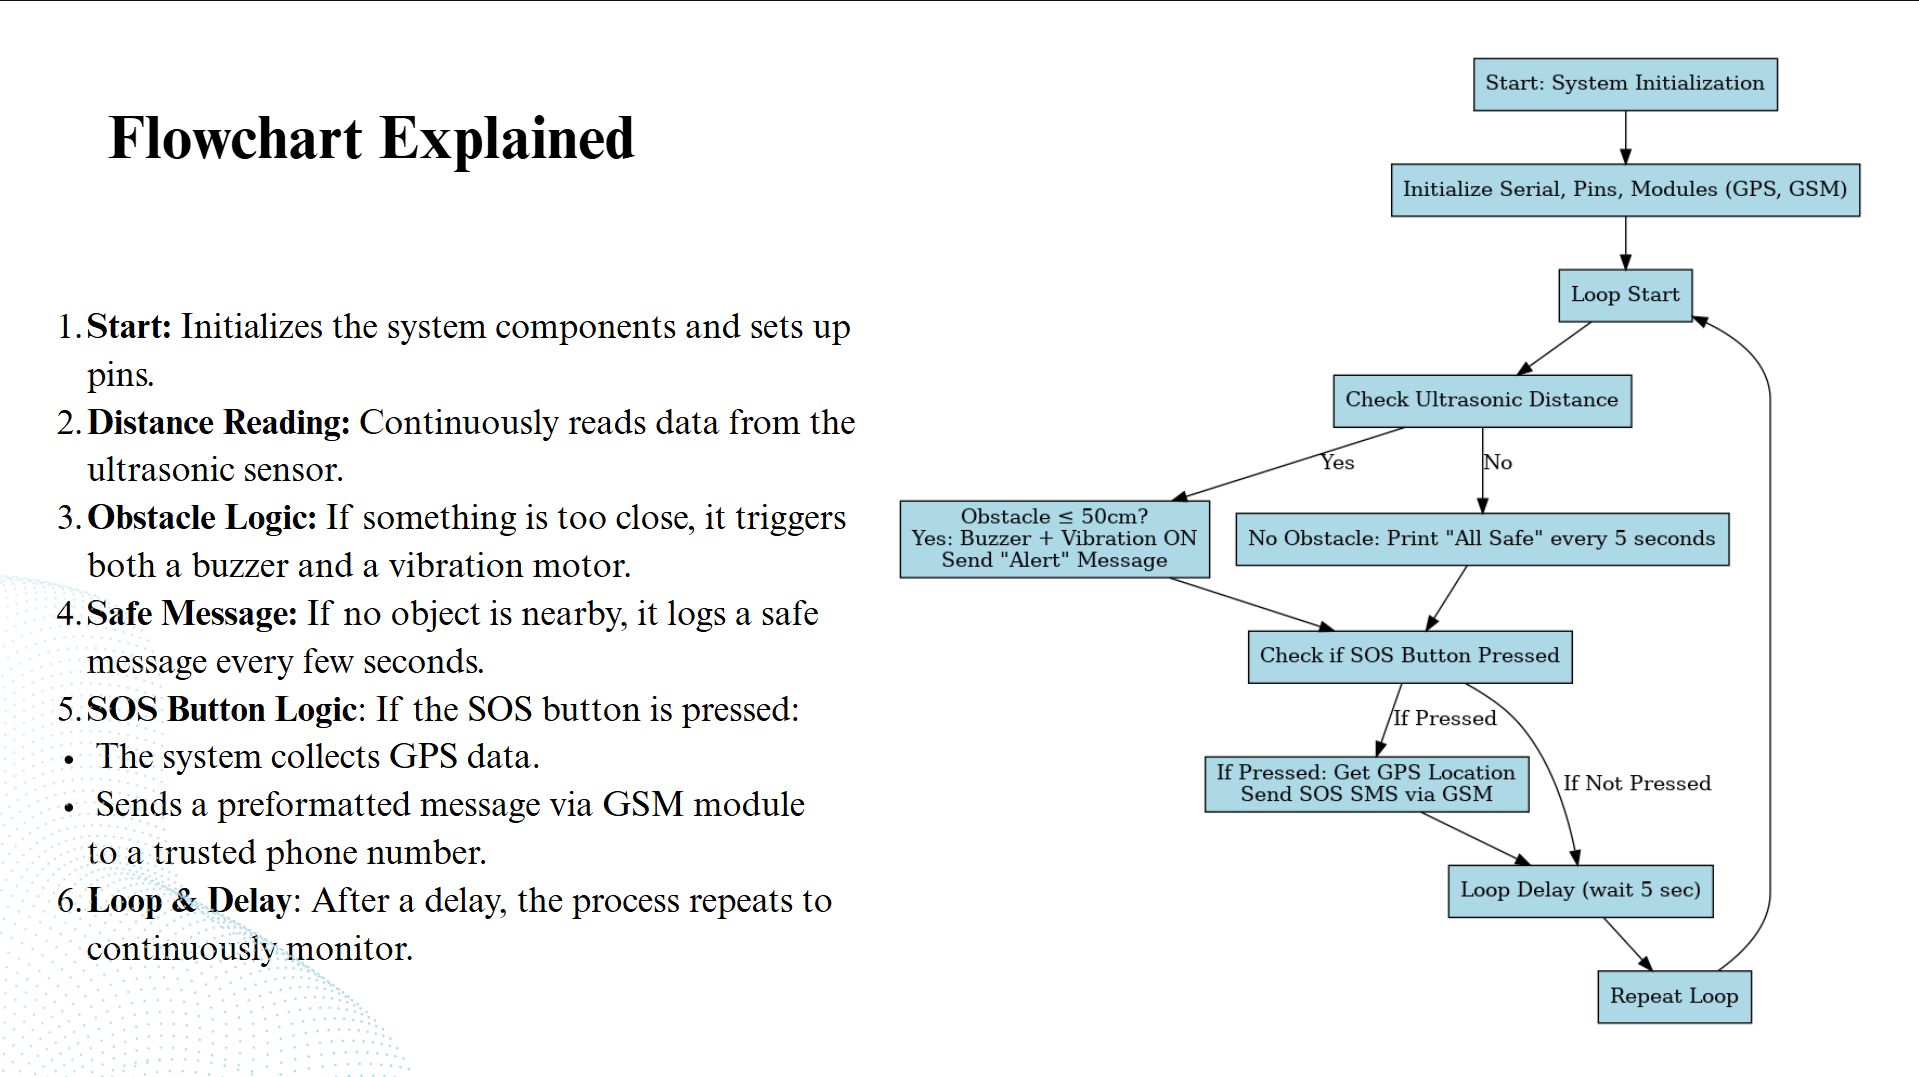 Flowchart Explained
1. Start: Initializes the system components and sets up
pins.
2. Distance Reading: Continuously reads data from the
ultrasonic sensor.
3. Obstacle Logic: If something is too close, it triggers
both a buzzer and a vibration motor.
4. Safe Message: If no object is nearby, it logs a safe
message every few seconds.
5. SOS Button Logic: If the SOS button is pressed:
• The system collects GPS data.
• Sends a preformatted message via GSM module
to a trusted phone number.
6. Loop & Delay: After a delay, the process repeats to
continuously monitor.
Start: System Initialization
Initialize Serial, Pins, Modules (GPS, GSM)
Loop Start
Check Ultrasonic Distance
Yes
No
Obstacle ≤ 50cm?
Yes: Buzzer + Vibration ON
Send "Alert" Message
No Obstacle: Print "All Safe" every 5 seconds
Check if SOS Button Pressed
If Pressed
If Not Pressed
If Pressed: Get GPS Location
Send SOS SMS via GSM
Loop Delay (wait 5 sec)
Repeat Loop